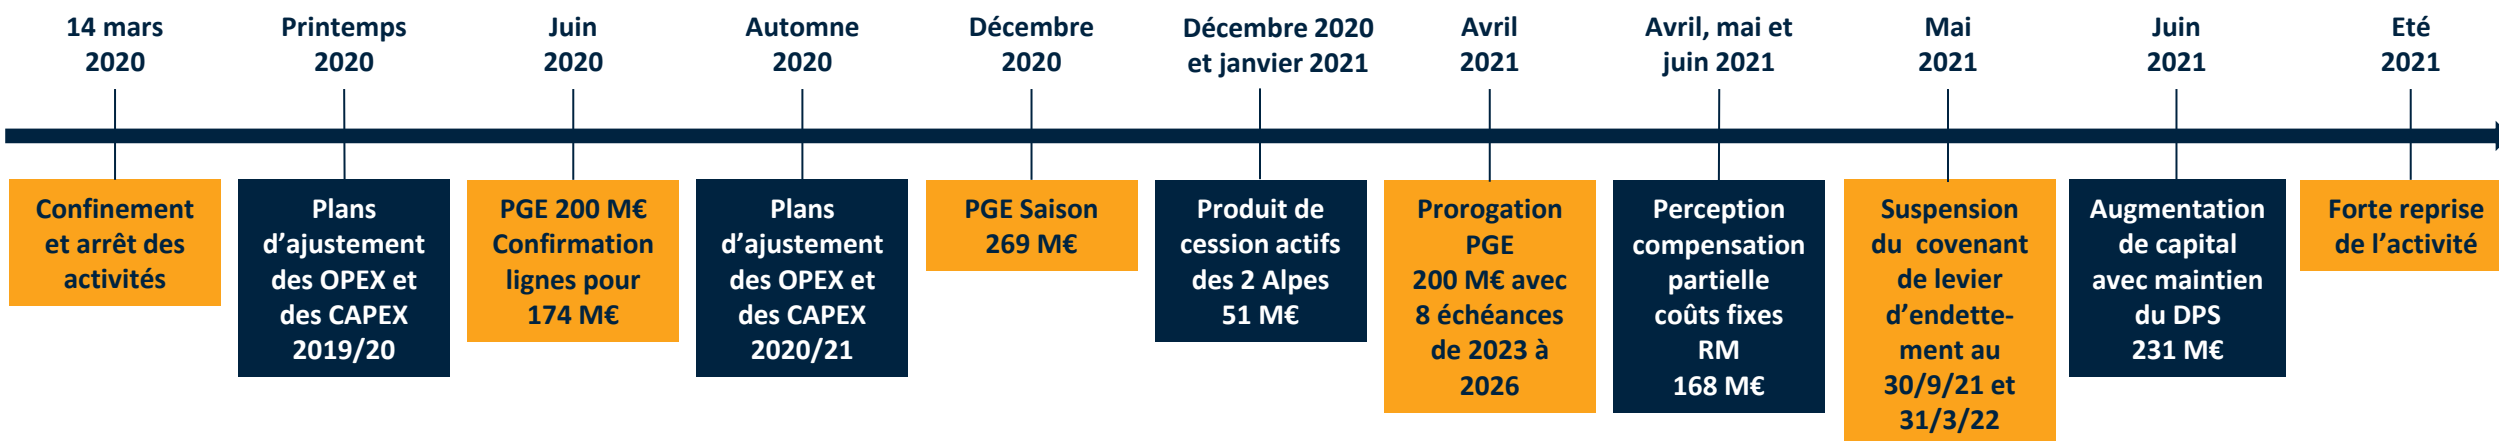 14 mars
2020
Printemps
2020
Juin
2020
Automne
2020
Décembre
2020
Décembre 2020
et janvier 2021
Avril
2021
Avril, mai et
juin 2021
Mai
2021
Juin
2021
Eté
2021
Confinement
et arrêt des
activités
Plans
d’ajustement
des OPEX et
des CAPEX
2019/20
PGE 200 M€
Confirmation
lignes pour
174 M€
Plans
d’ajustement
des OPEX et
des CAPEX
2020/21
PGE Saison
269 M€
Produit de
cession actifs
des 2 Alpes
51 M€
Prorogation
PGE
200 M€ avec
8 échéances
de 2023 à
2026
Perception
compensation
partielle
coûts fixes
RM
168 M€
Suspension
du covenant
de levier
d’endette-
ment au
30/9/21 et
31/3/22
Augmentation
de capital
avec maintien
du DPS
231 M€
Forte reprise
de l’activité